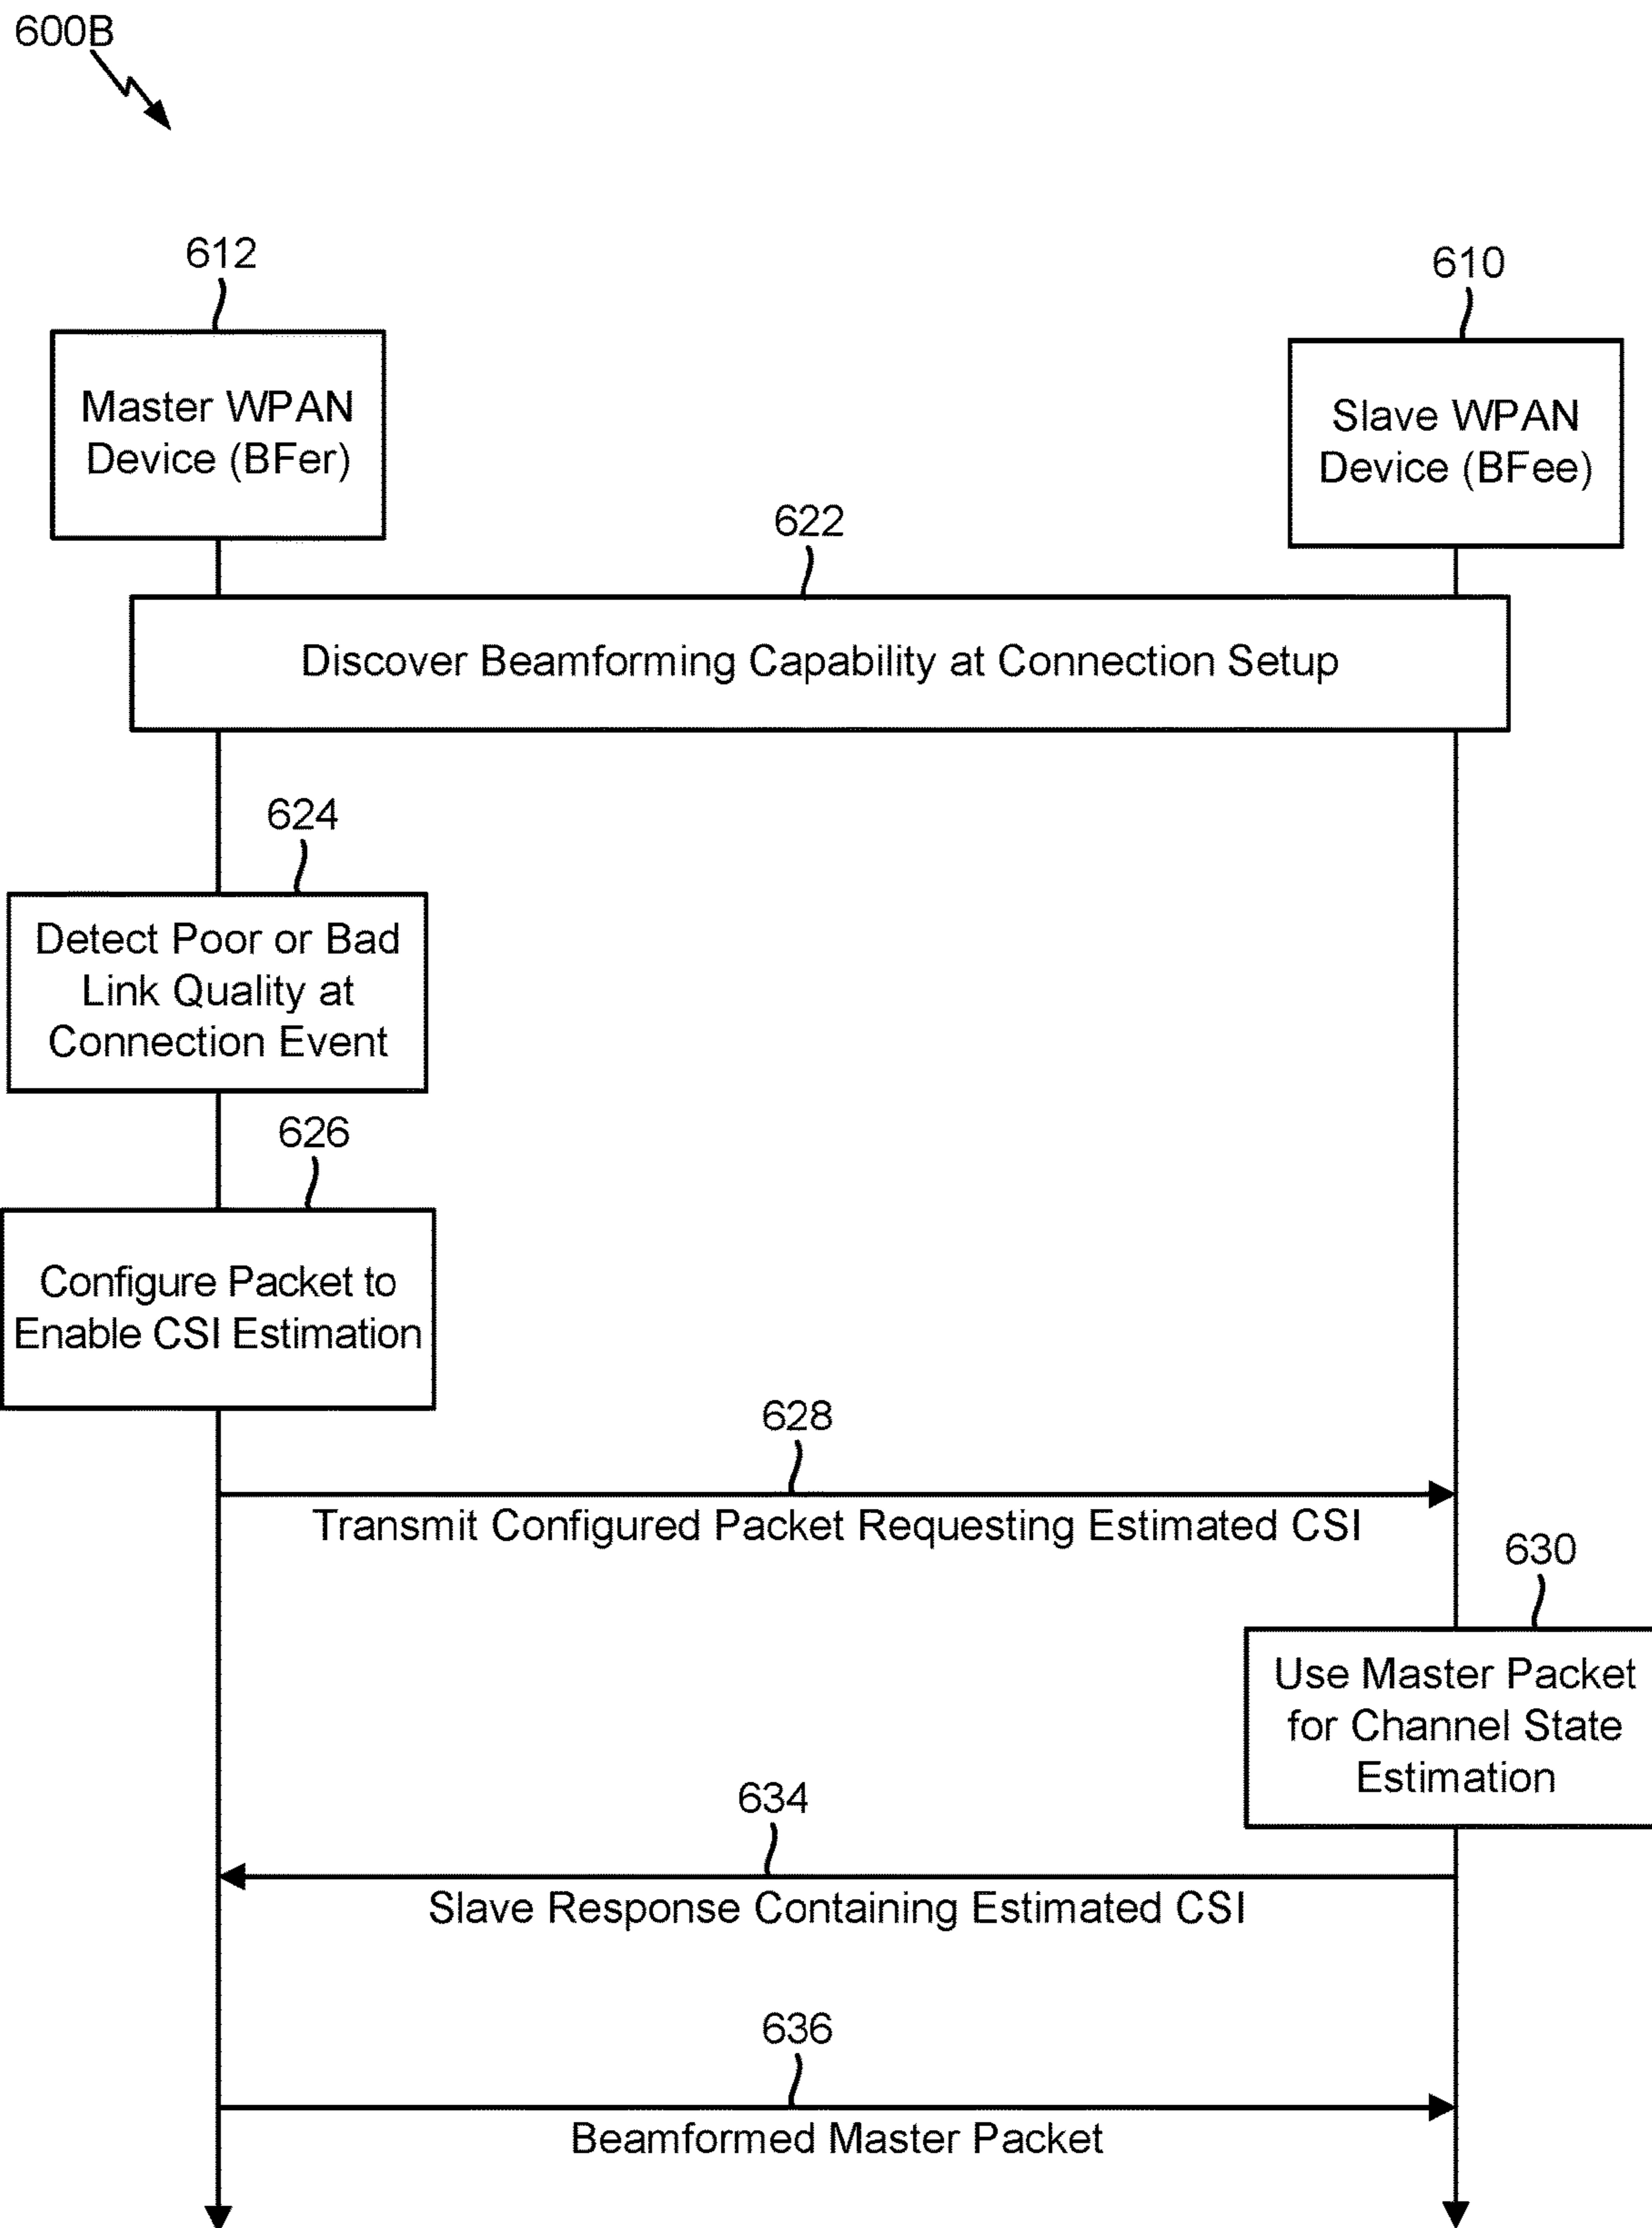 600B
612
610
Master WPAN
Device (BFer)
Slave WPAN
Device (BFee)
622
Discover Beamforming Capability at Connection Setup
624
Detect Poor or Bad
Link Quality at
Connection Event
626
Configure Packet to
Enable CSI Estimation
628
Transmit Configured Packet Requesting Estimated CSI
630
Use Master Packet
for Channel State
Estimation
634
Slave Response Containing Estimated CSI
636
Beamformed Master Packet